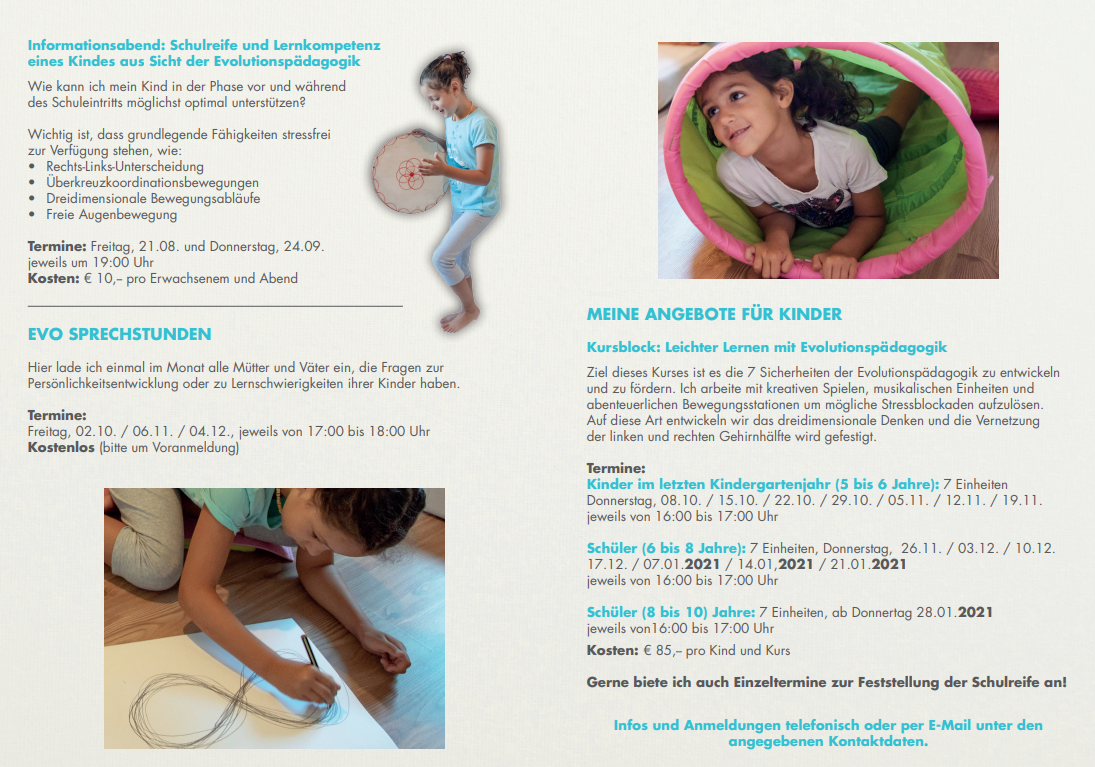 Informationsabend: Schulreife und Lernkompetenz
eines Kindes aus Sicht der Evolutionspädagogik
Wie kann ich mein Kind in der Phase vor und während
des Schuleintritts möglichst optimal unterstützen?
Wichtig ist, dass grundlegende Fähigkeiten stressfrei
zur Verfügung stehen, wie:
• Rechts-Links-Unterscheidung
• Überkreuzkoordinationsbewegungen
• Dreidimensionale Bewegungsabläufe
• Freie Augenbewegung
Termine: Freitag, 21.08. und Donnerstag, 24.09.
jeweils um 19:00 Uhr
Kosten: € 10,– pro Erwachsenem und Abend
EVO SPRECHSTUNDEN
Hier lade ich einmal im Monat alle Mütter und Väter ein, die Fragen zur
Persönlichkeitsentwicklung oder zu Lernschwierigkeiten ihrer Kinder haben.
Termine:
Freitag, 02.10. / 06.11. / 04.12., jeweils von 17:00 bis 18:00 Uhr
Kostenlos (bitte um Voranmeldung)
MEINE ANGEBOTE FÜR KINDER
Kursblock: Leichter Lernen mit Evolutionspädagogik
Ziel dieses Kurses ist es die 7 Sicherheiten der Evolutionspädagogik zu entwickeln
und zu fördern. Ich arbeite mit kreativen Spielen, musikalischen Einheiten und
abenteuerlichen Bewegungsstationen um mögliche Stressblockaden aufzulösen.
Auf diese Art entwickeln wir das dreidimensionale Denken und die Vernetzung
der linken und rechten Gehirnhälfte wird gefestigt.
Termine:
Kinder im letzten Kindergartenjahr (5 bis 6 Jahre): 7 Einheiten
Donnerstag, 08.10. / 15.10. / 22.10. / 29.10. / 05.11. / 12.11. / 19.11.
jeweils von 16:00 bis 17:00 Uhr
Schüler (6 bis 8 Jahre): 7 Einheiten, Donnerstag, 26.11. / 03.12. / 10.12.
17.12. / 07.01.2021 / 14.01,2021 / 21.01.2021
jeweils von 16:00 bis 17:00 Uhr
Schüler (8 bis 10) Jahre: 7 Einheiten, ab Donnertag 28.01.2021
jeweils von16:00 bis 17:00 Uhr
Kosten: € 85,– pro Kind und Kurs
Gerne biete ich auch Einzeltermine zur Feststellung der Schulreife an!
Infos und Anmeldungen telefonisch oder per E-Mail unter den
angegebenen Kontaktdaten.